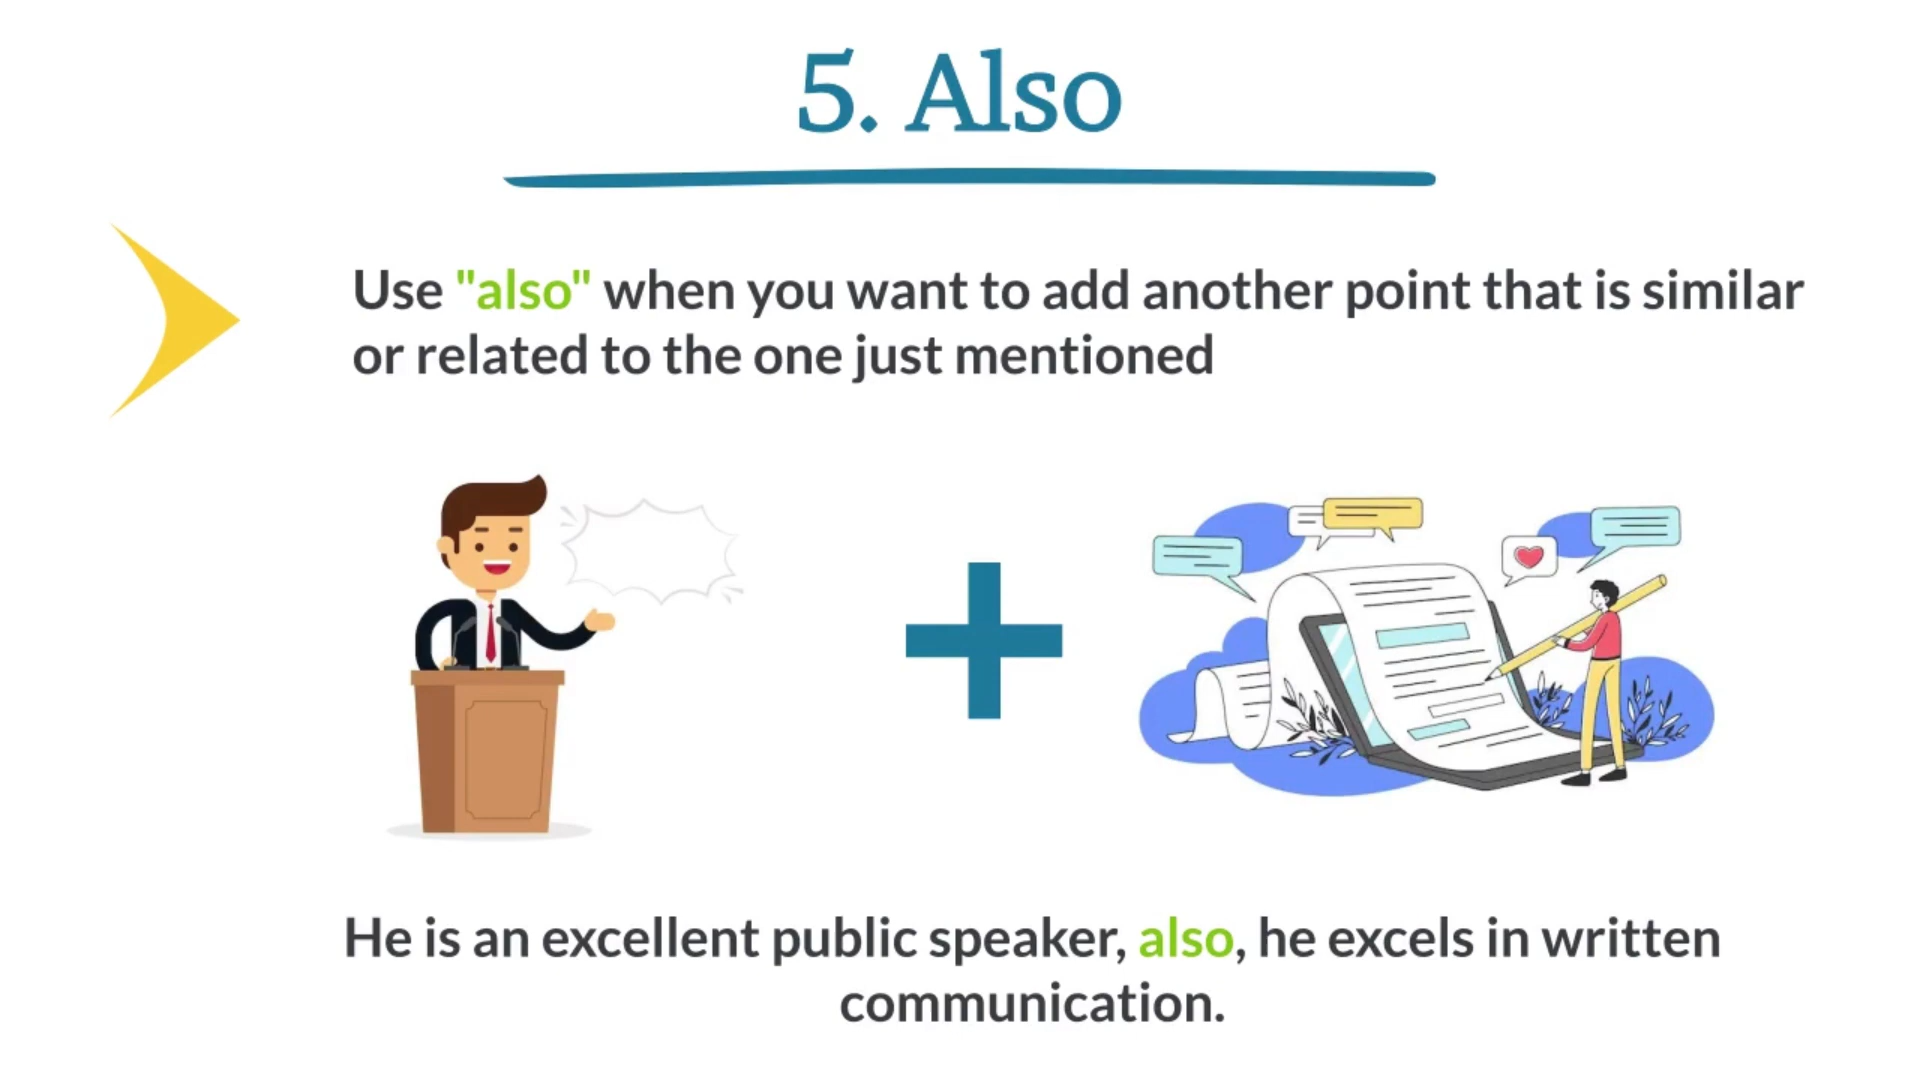 5. Also
Use "also" when you want to add another point that is similar
or related to the one just mentioned
He is an excellent public speaker, also, he excels in written
communication.